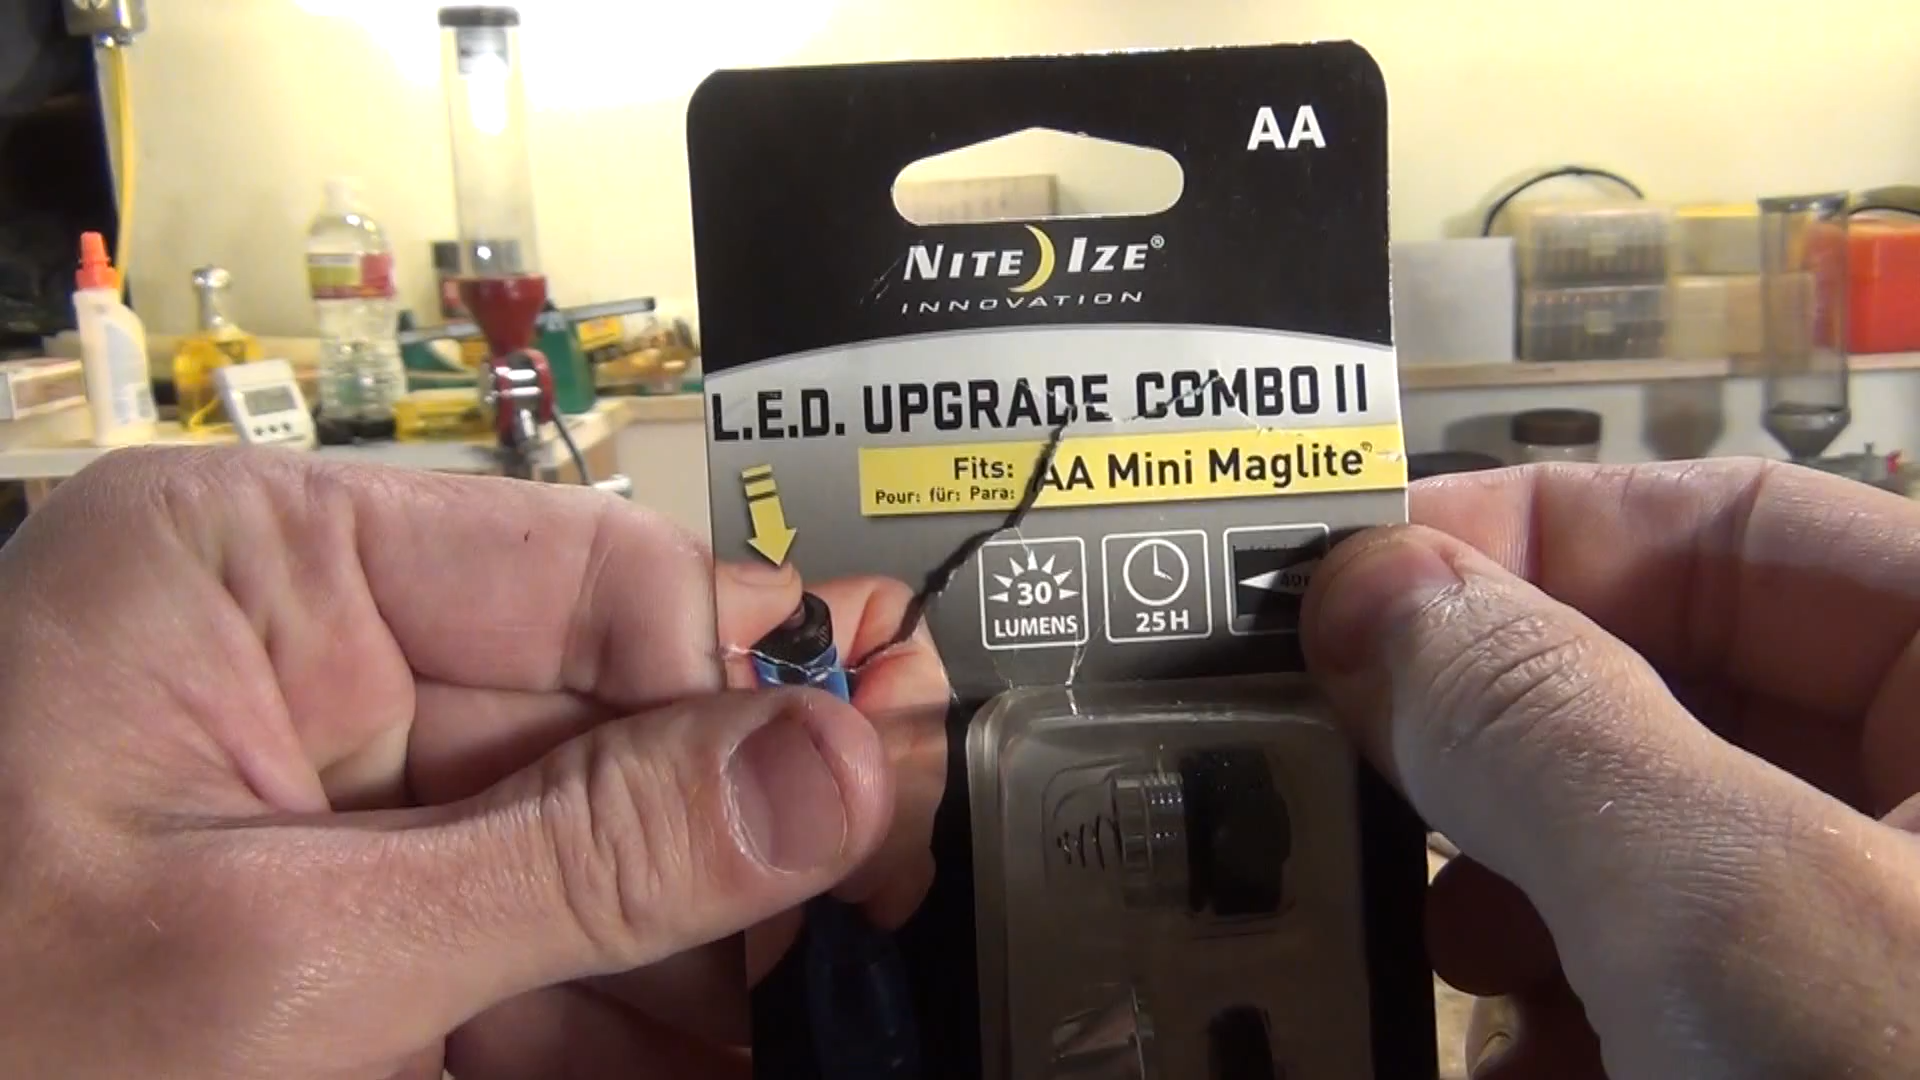 AA
NITE IZE®
INNOVATION
L.E.D. UPGRADE COMBO II
Fits: AA Mini Maglite®
Pour: für: Para:
30
LUMENS
25H